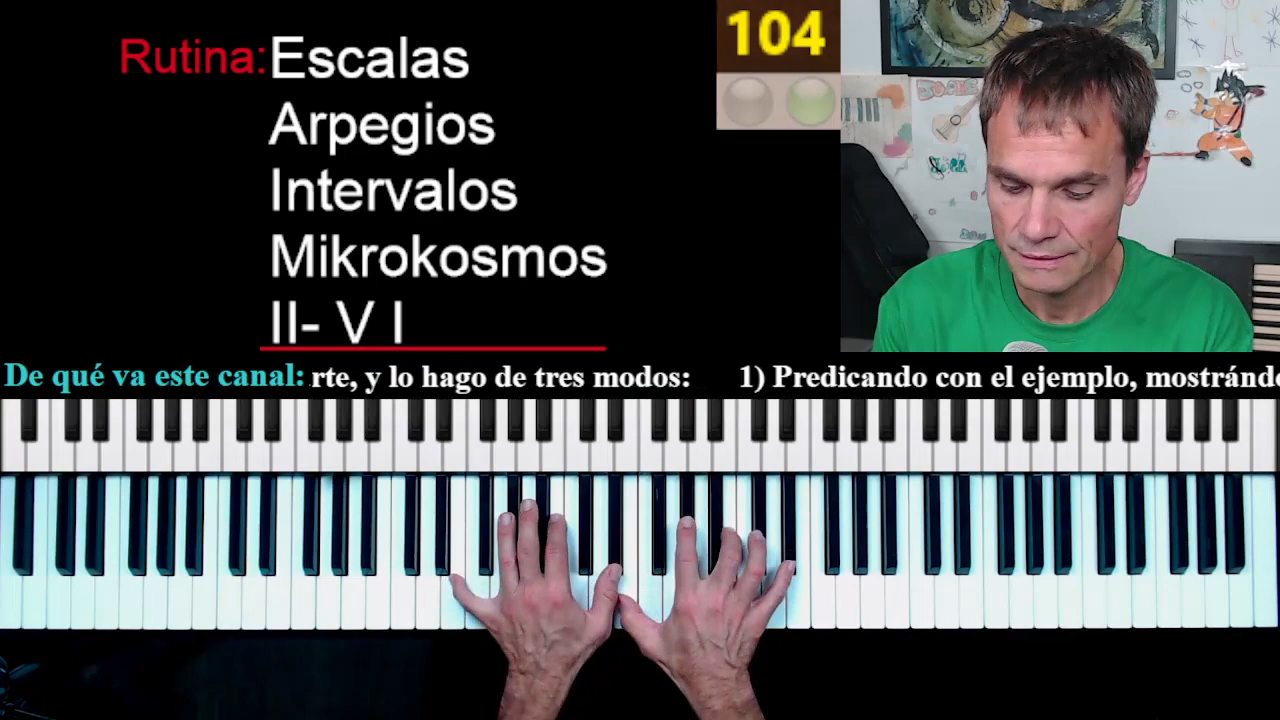 Rutina: Escalas
Arpegios
Intervalos
Mikrokosmos
II- V I
104
De qué va este canal: rte, y lo hago de tres modos: 1) Predicando con el ejemplo, mostránd